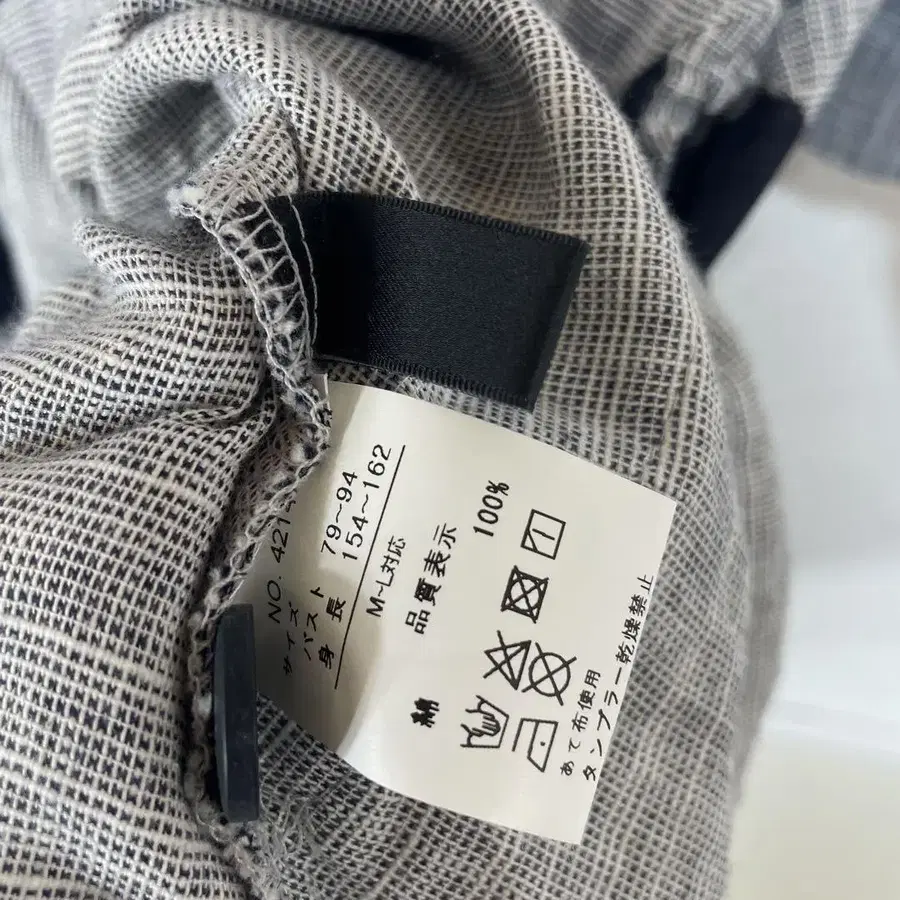 NO. 421
サイズ
バスト 79~94
身長 154~162
M~L対応
品質表示
綿 100%
あて布使用
タンブラー乾燥禁止